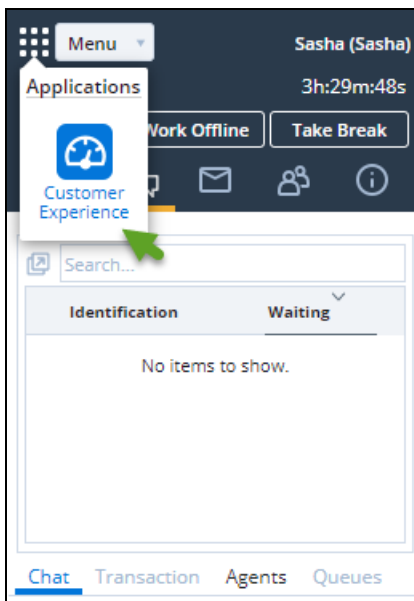 Menu
Sasha (Sasha)
Applications
3h:29m:48s
Work Offline
Take Break
Customer
Experience
Search...
Identification
Waiting
No items to show.
Chat
Transaction
Agents
Queues